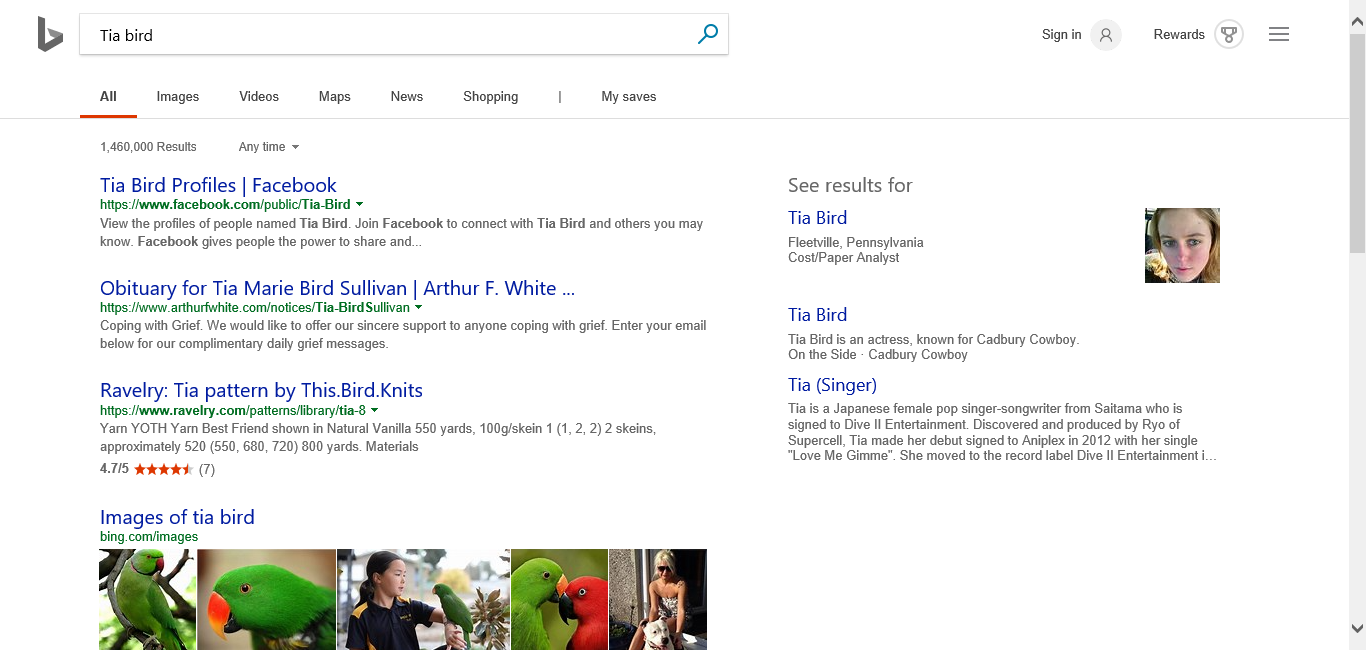 Tia bird
Sign in
Rewards
All Images Videos Maps News Shopping | My saves
1,460,000 Results Any time
Tia Bird Profiles | Facebook
https://www.facebook.com/public/Tia-Bird
View the profiles of people named Tia Bird. Join Facebook to connect with Tia Bird and others you may
know. Facebook gives people the power to share and...
Obituary for Tia Marie Bird Sullivan | Arthur F. White ...
https://www.arthurfwhite.com/notices/Tia-BirdSullivan
Coping with Grief. We would like to offer our sincere support to anyone coping with grief. Enter your email
below for our complimentary daily grief messages.
Ravelry: Tia pattern by This.Bird.Knits
https://www.ravelry.com/patterns/library/tia-8
Yarn YOTH Yarn Best Friend shown in Natural Vanilla 550 yards, 100g/skein 1 (1, 2, 2) 2 skeins,
approximately 520 (550, 680, 720) 800 yards. Materials
4.7/5 (7)
Images of tia bird
bing.com/images
See results for
Tia Bird
Fleetville, Pennsylvania
Cost/Paper Analyst
Tia Bird
Tia Bird is an actress, known for Cadbury Cowboy.
On the Side · Cadbury Cowboy
Tia (Singer)
Tia is a Japanese female pop singer-songwriter from Saitama who is
signed to Dive II Entertainment. Discovered and produced by Ryo of
Supercell, Tia made her debut signed to Aniplex in 2012 with her single
"Love Me Gimme". She moved to the record label Dive II Entertainment i...